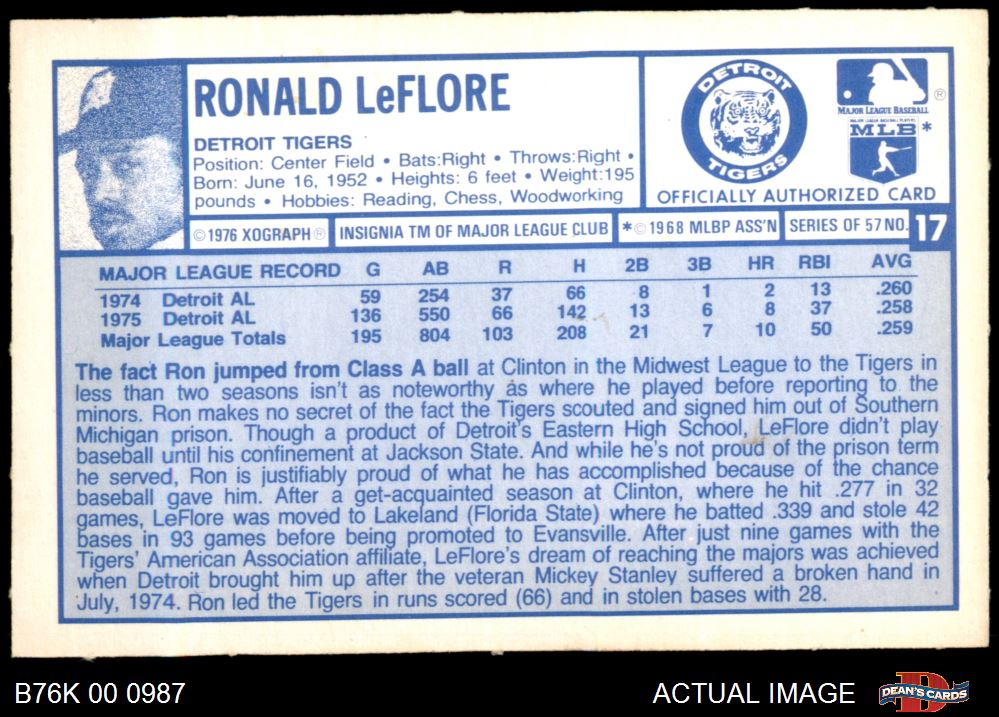 RONALD LeFLORE
DETROIT TIGERS
Position: Center Field • Bats:Right • Throws:Right •
Born: June 16, 1952 • Heights: 6 feet • Weight:195
pounds • Hobbies: Reading, Chess, Woodworking
DETROIT
TIGERS
®
MAJOR LEAGUE BASEBALL
MAJOR LEAGUE BASEBALL PLAYERS
MLB *
OFFICIALLY AUTHORIZED CARD
©1976 XOGRAPH® INSIGNIA TM OF MAJOR LEAGUE CLUB *©1968 MLBP ASS'N SERIES OF 57 NO. 17
MAJOR LEAGUE RECORD G AB R H 2B 3B HR RBI AVG
1974 Detroit AL 59 254 37 66 8 1 2 13 .260
1975 Detroit AL 136 550 66 142 13 6 8 37 .258
Major League Totals 195 804 103 208 21 7 10 50 .259
The fact Ron jumped from Class A ball at Clinton in the Midwest League to the Tigers in
less than two seasons isn't as noteworthy as where he played before reporting to the
minors. Ron makes no secret of the fact the Tigers scouted and signed him out of Southern
Michigan prison. Though a product of Detroit's Eastern High School, LeFlore didn't play
baseball until his confinement at Jackson State. And while he's not proud of the prison term
he served, Ron is justifiably proud of what he has accomplished because of the chance
baseball gave him. After a get-acquainted season at Clinton, where he hit .277 in 32
games, LeFlore was moved to Lakeland (Florida State) where he batted .339 and stole 42
bases in 93 games before being promoted to Evansville. After just nine games with the
Tigers' American Association affiliate, LeFlore's dream of reaching the majors was achieved
when Detroit brought him up after the veteran Mickey Stanley suffered a broken hand in
July, 1974. Ron led the Tigers in runs scored (66) and in stolen bases with 28.
B76K 00 0987
ACTUAL IMAGE
DEAN'S CARDS